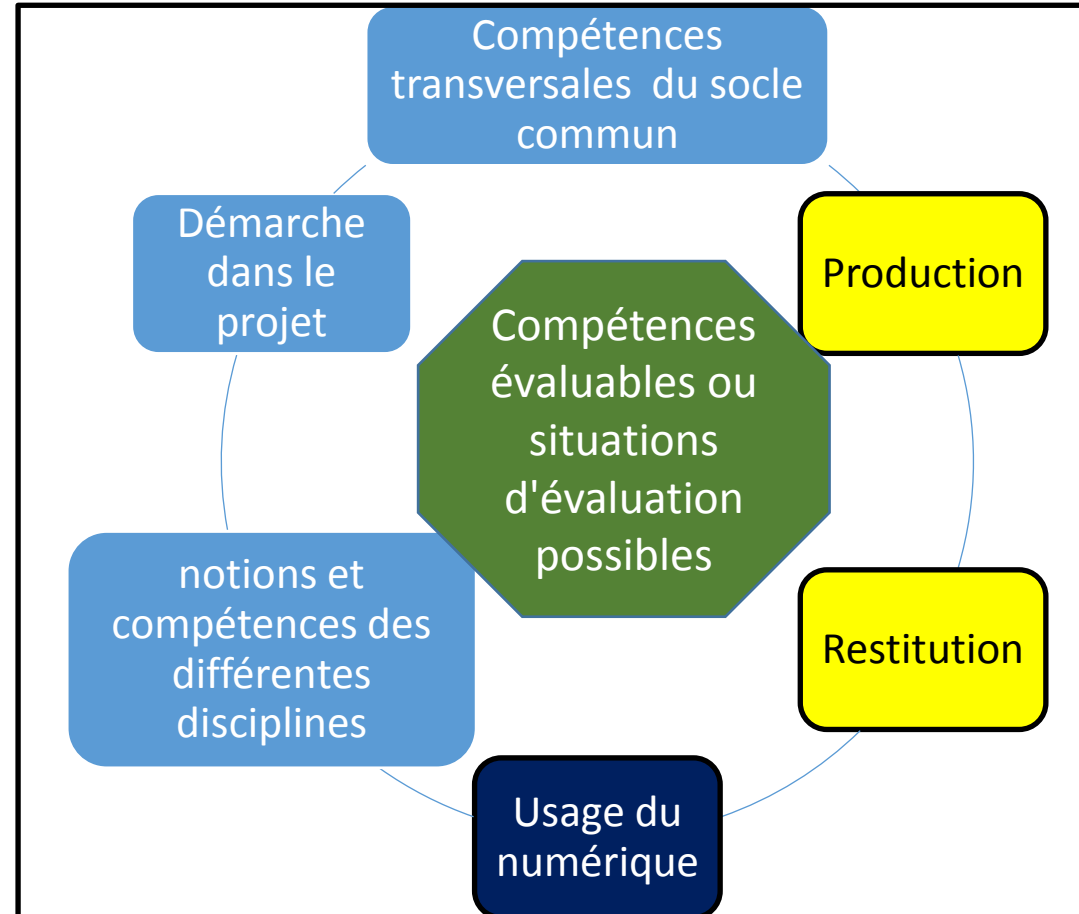 Compétences
transversales du socle
commun
Démarche
dans le
projet
Production
Compétences
évaluables ou
situations
d'évaluation
possibles
notions et
compétences des
différentes
disciplines
Restitution
Usage du
numérique